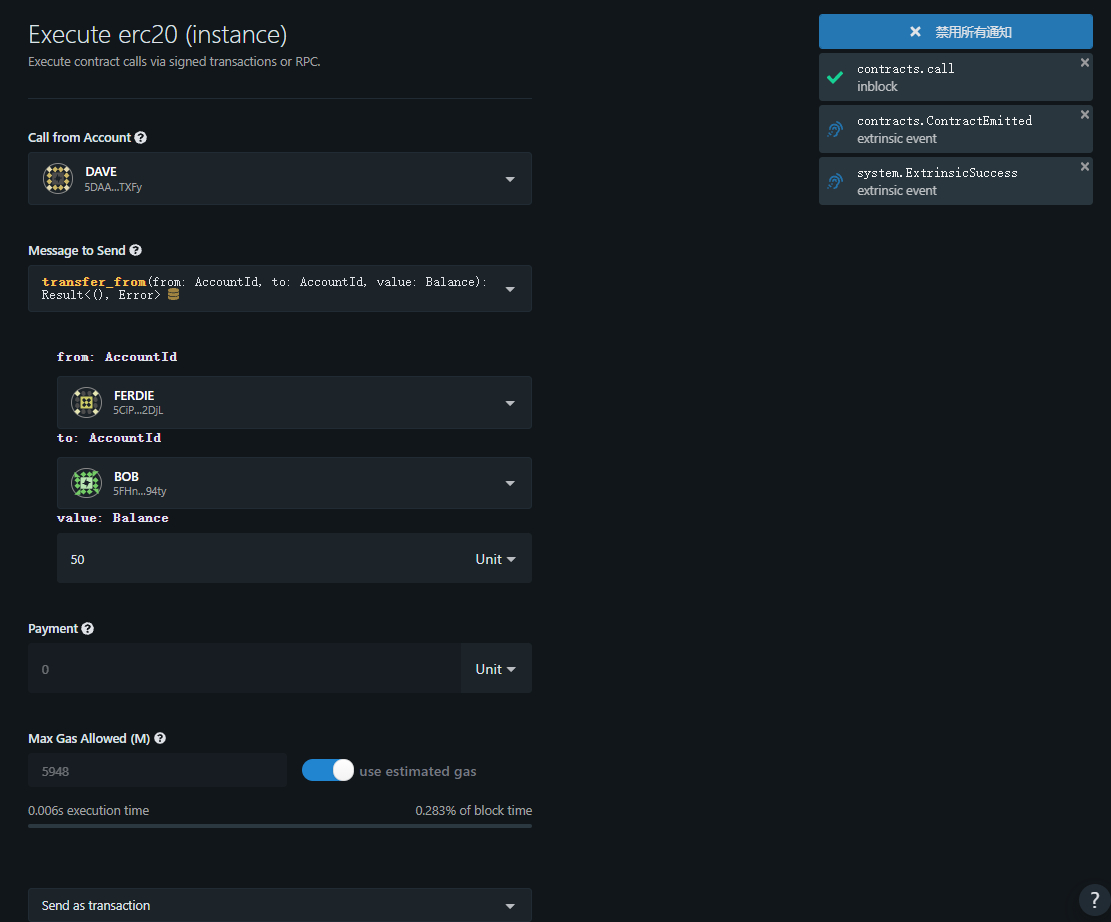 Execute erc20 (instance)
Execute contract calls via signed transactions or RPC.
Call from Account
DAVE
5DAA...TXFy
Message to Send
transfer_from(from: AccountId, to: AccountId, value: Balance):
Result<(), Error>
from: AccountId
FERDIE
5CiP...2DjL
to: AccountId
BOB
5FHn...94ty
value: Balance
50
Unit
Payment
0
Unit
Max Gas Allowed (M)
5948
use estimated gas
0.006s execution time
0.283% of block time
Send as transaction
禁用所有通知
contracts.call
inblock
contracts.ContractEmitted
extrinsic event
system.ExtrinsicSuccess
extrinsic event